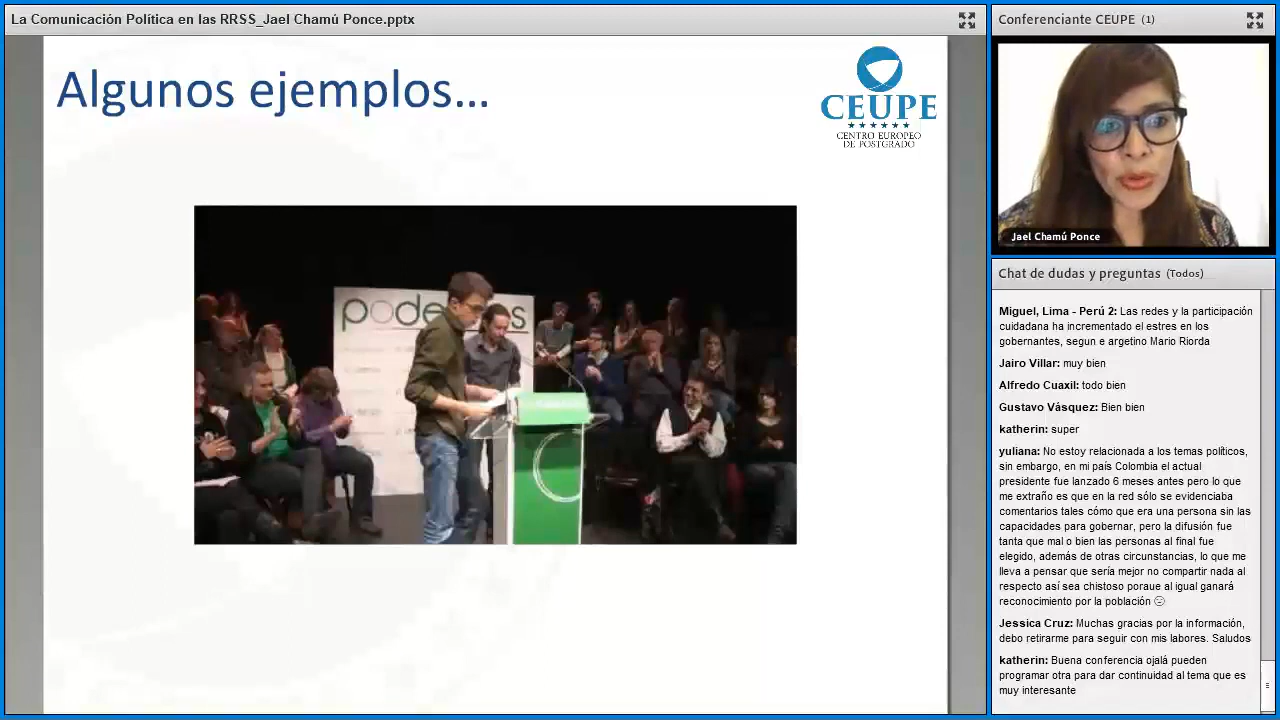 La Comunicación Política en las RRSS_Jael Chamú Ponce.pptx
Algunos ejemplos...
CEUPE
CENTRO EUROPEO
DE POSTGRADO
podemos
Conferenciante CEUPE (1)
Jael Chamú Ponce
Chat de dudas y preguntas (Todos)
Miguel, Lima - Perú 2: Las redes y la participación
cuidadana ha incrementado el estres en los
gobernantes, segun e argetino Mario Riorda
Jairo Villar: muy bien
Alfredo Cuaxil: todo bien
Gustavo Vásquez: Bien bien
katherin: super
yuliana: No estoy relacionada a los temas políticos,
sin embargo, en mi país Colombia el actual
presidente fue lanzado 6 meses antes pero lo que
me extraño es que en la red sólo se evidenciaba
comentarios tales cómo que era una persona sin las
capacidades para gobernar, pero la difusión fue
tanta que mal o bien las personas al final fue
elegido, además de otras circunstancias, lo que me
lleva a pensar que sería mejor no compartir nada al
respecto así sea chistoso poraue al igual ganará
reconocimiento por la población
Jessica Cruz: Muchas gracias por la información,
debo retirarme para seguir con mis labores. Saludos
katherin: Buena conferencia ojalá pueden
programar otra para dar continuidad al tema que es
muy interesante